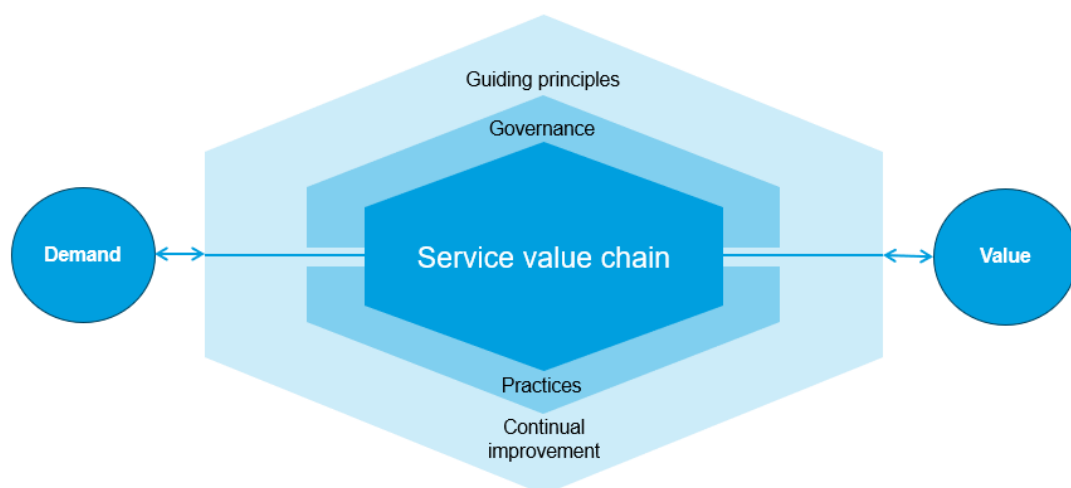 Guiding principles
Governance
Demand
Service value chain
Value
Practices
Continual
improvement